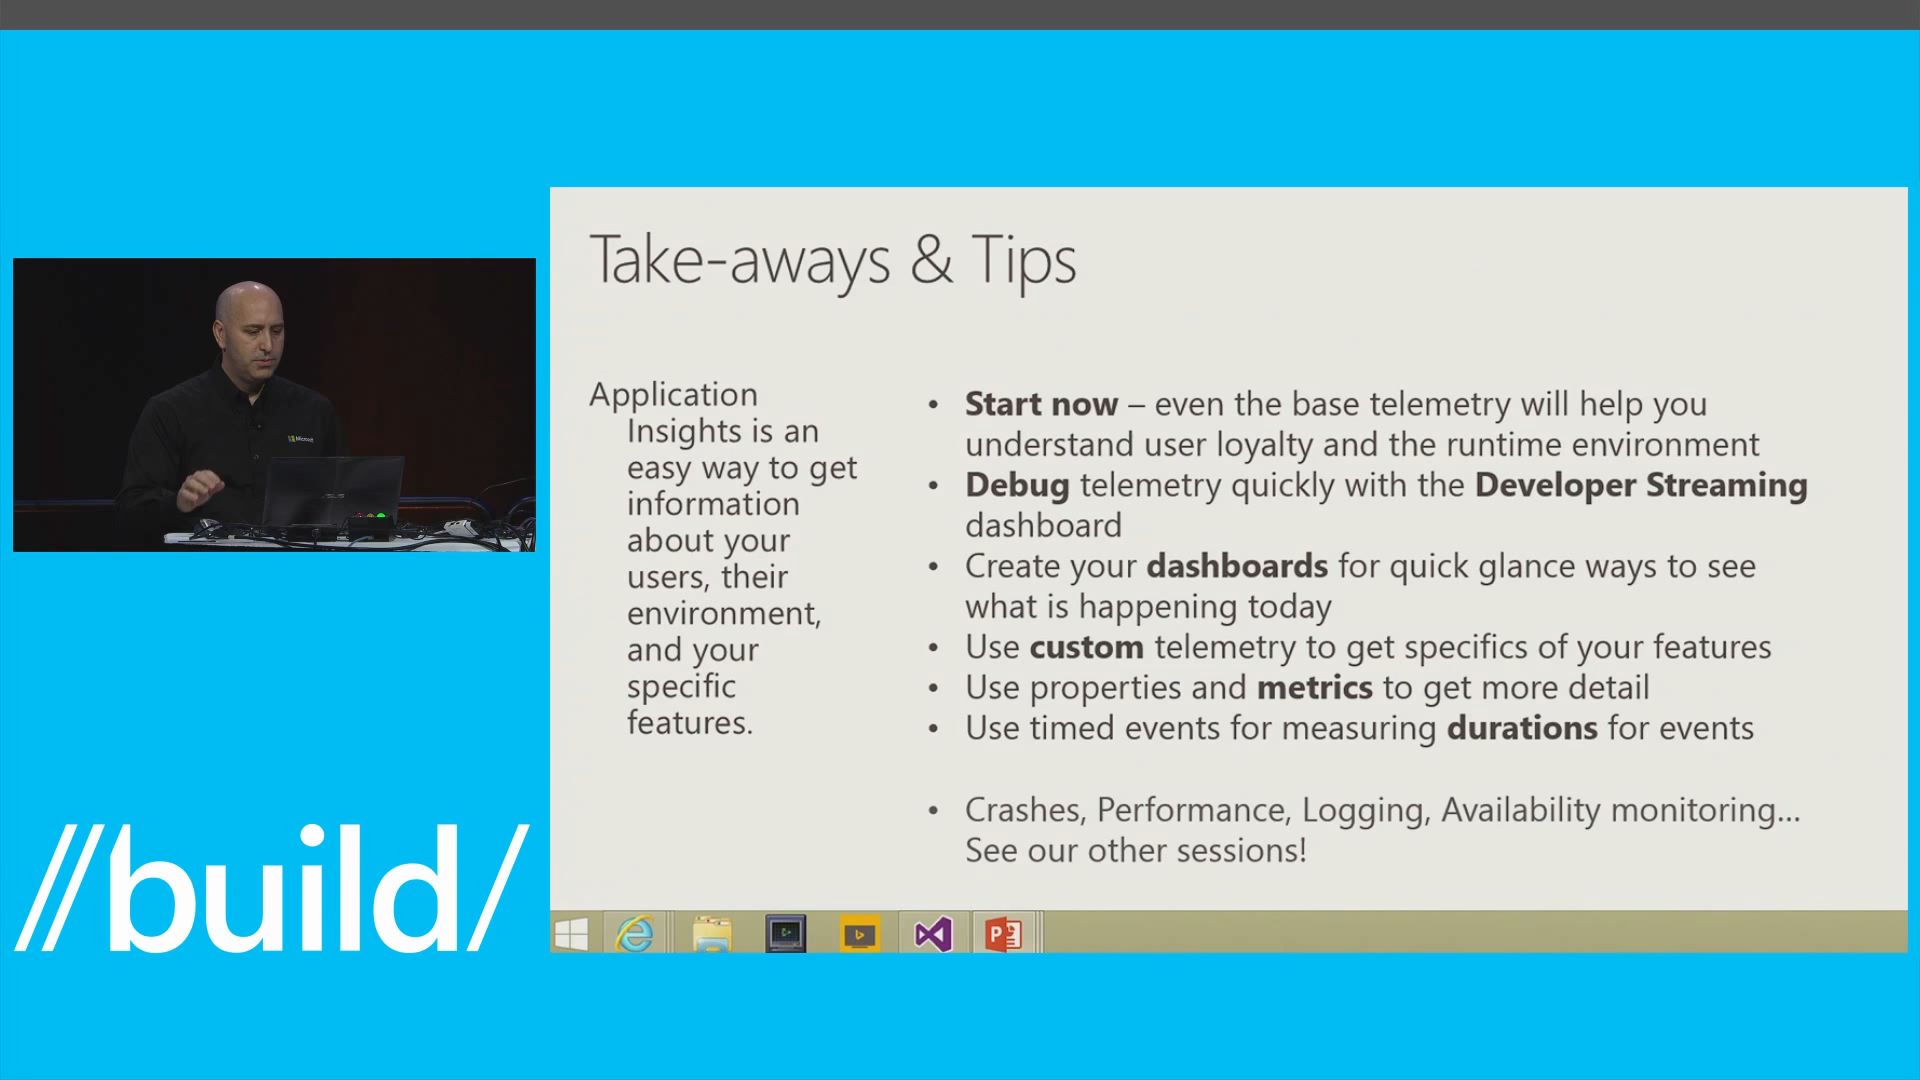 Take-aways & Tips
Application
Insights is an
easy way to get
information
about your
users, their
environment,
and your
specific
features.
• Start now – even the base telemetry will help you
understand user loyalty and the runtime environment
• Debug telemetry quickly with the Developer Streaming
dashboard
• Create your dashboards for quick glance ways to see
what is happening today
• Use custom telemetry to get specifics of your features
• Use properties and metrics to get more detail
• Use timed events for measuring durations for events
• Crashes, Performance, Logging, Availability monitoring...
See our other sessions!
Microsoft
//build/